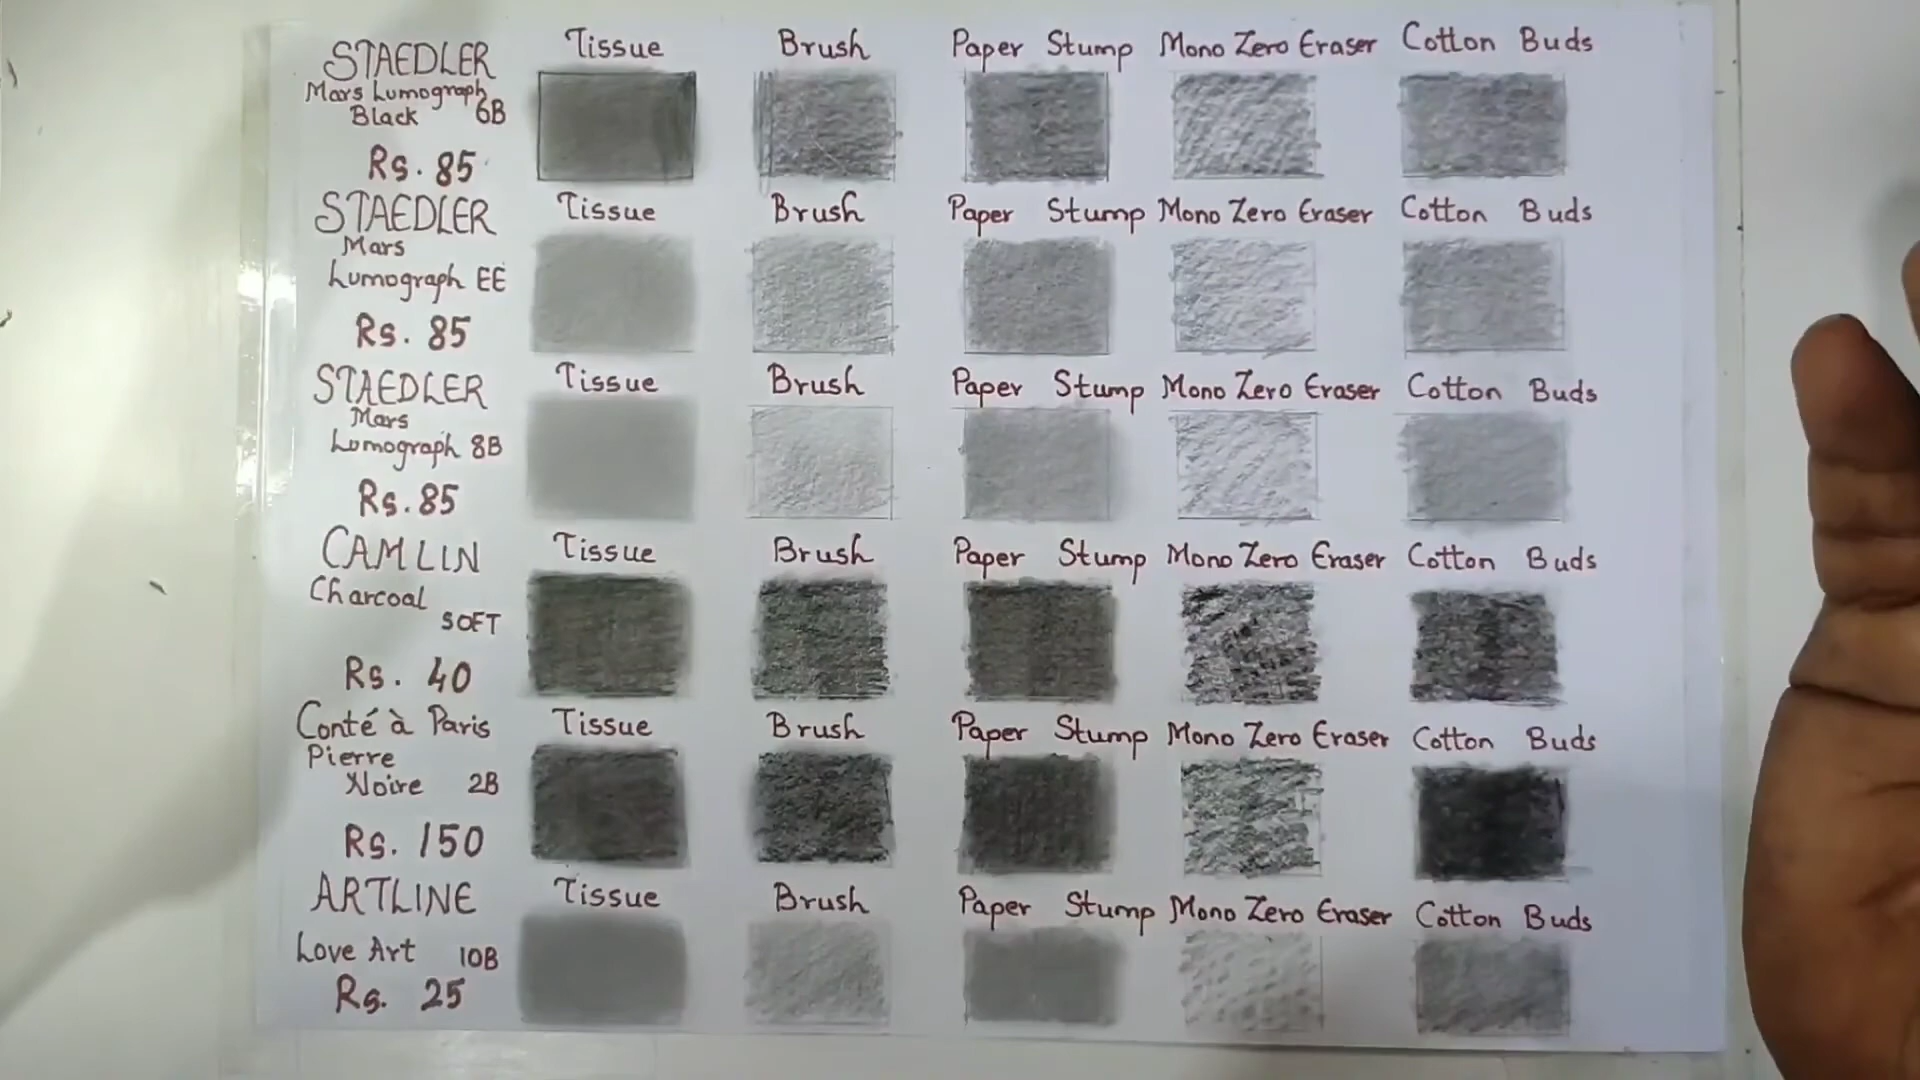 STAEDLER Tissue Brush Paper Stump Mono Zero Eraser Cotton Buds
Mars Lumograph
Black 6B
Rs. 85
STAEDLER Tissue Brush Paper Stump Mono Zero Eraser Cotton Buds
Mars
Lumograph EE
Rs. 85
STAEDLER Tissue Brush Paper Stump Mono Zero Eraser Cotton Buds
Mars
Lumograph 8B
Rs. 85
CAMLIN Tissue Brush Paper Stump Mono Zero Eraser Cotton Buds
Charcoal
SOFT
Rs. 40
Conté à Paris Tissue Brush Paper Stump Mono Zero Eraser Cotton Buds
Pierre
Noire 2B
Rs. 150
ARTLINE Tissue Brush Paper Stump Mono Zero Eraser Cotton Buds
Love Art 10B
Rs. 25